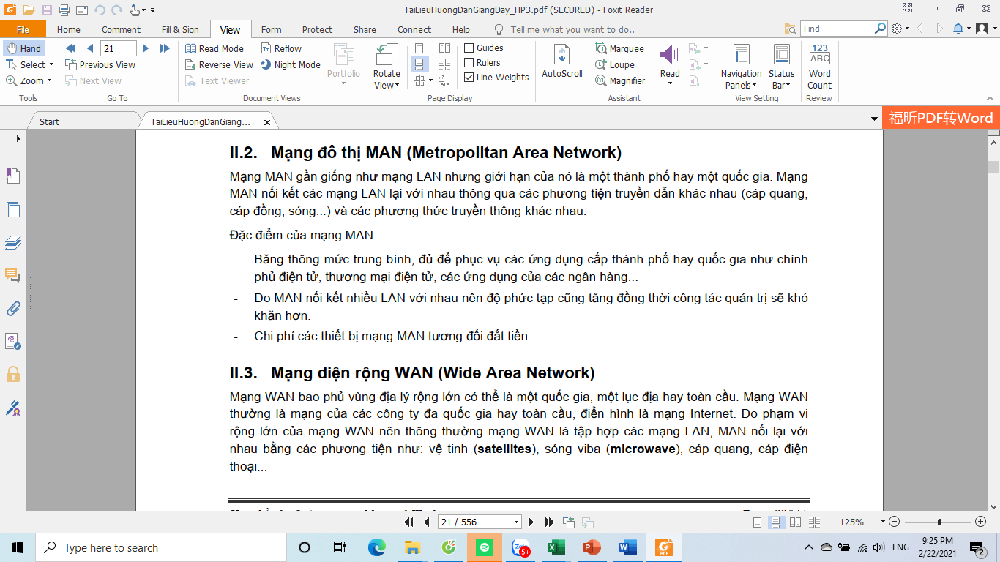 TaiLieuHuongDanGiangDay_HP3.pdf (SECURED) - Foxit Reader
File Home Comment Fill & Sign View Form Protect Share Connect Help Tell me what you want to do.. Find
Hand 21 Read Mode Reflow Guides Marquee 123
Select Previous View Reverse View Night Mode Portfolio Rotate View Rulers AutoScroll Loupe Read Navigation Panels Status Bar ABC Word Count
Zoom Next View Text Viewer Line Weights Magnifier
Tools Go To Document Views Page Display Assistant View Setting Review
Start TaiLieuHuongDanGiang... 福昕PDF转Word
II.2. Mạng đô thị MAN (Metropolitan Area Network)
Mạng MAN gần giống như mạng LAN nhưng giới hạn của nó là một thành phố hay một quốc gia. Mạng
MAN nối kết các mạng LAN lại với nhau thông qua các phương tiện truyền dẫn khác nhau (cáp quang,
cáp đồng, sóng...) và các phương thức truyền thông khác nhau.
Đặc điểm của mạng MAN:
- Băng thông mức trung bình, đủ để phục vụ các ứng dụng cấp thành phố hay quốc gia như chính
phủ điện tử, thương mại điện tử, các ứng dụng của các ngân hàng...
- Do MAN nối kết nhiều LAN với nhau nên độ phức tạp cũng tăng đồng thời công tác quản trị sẽ khó
khăn hơn.
- Chi phí các thiết bị mạng MAN tương đối đắt tiền.
II.3. Mạng diện rộng WAN (Wide Area Network)
Mạng WAN bao phủ vùng địa lý rộng lớn có thể là một quốc gia, một lục địa hay toàn cầu. Mạng WAN
thường là mạng của các công ty đa quốc gia hay toàn cầu, điển hình là mạng Internet. Do phạm vi
rộng lớn của mạng WAN nên thông thường mạng WAN là tập hợp các mạng LAN, MAN nối lại với
nhau bằng các phương tiện như: vệ tinh (satellites), sóng viba (microwave), cáp quang, cáp điện
thoại...
21 / 556 125%
Type here to search 5+ ENG 9:25 PM
2/22/2021 2